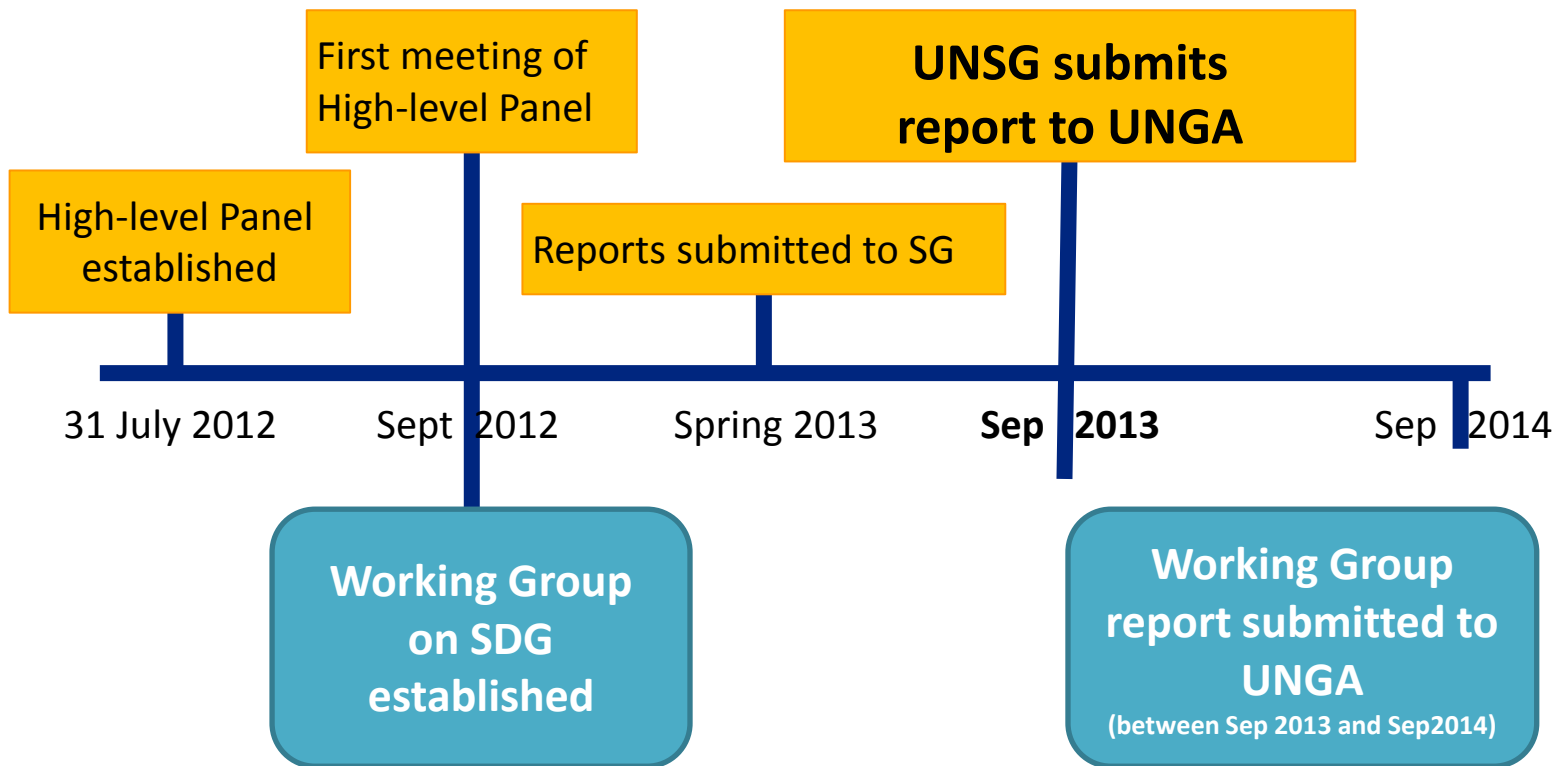 First meeting of
High-level Panel
UNSG submits
report to UNGA
High-level Panel
established
Reports submitted to SG
31 July 2012
Sept 2012
Spring 2013
Sep 2013
Sep 2014
Working Group
on SDG
established
Working Group
report submitted to
UNGA
(between Sep 2013 and Sep2014)